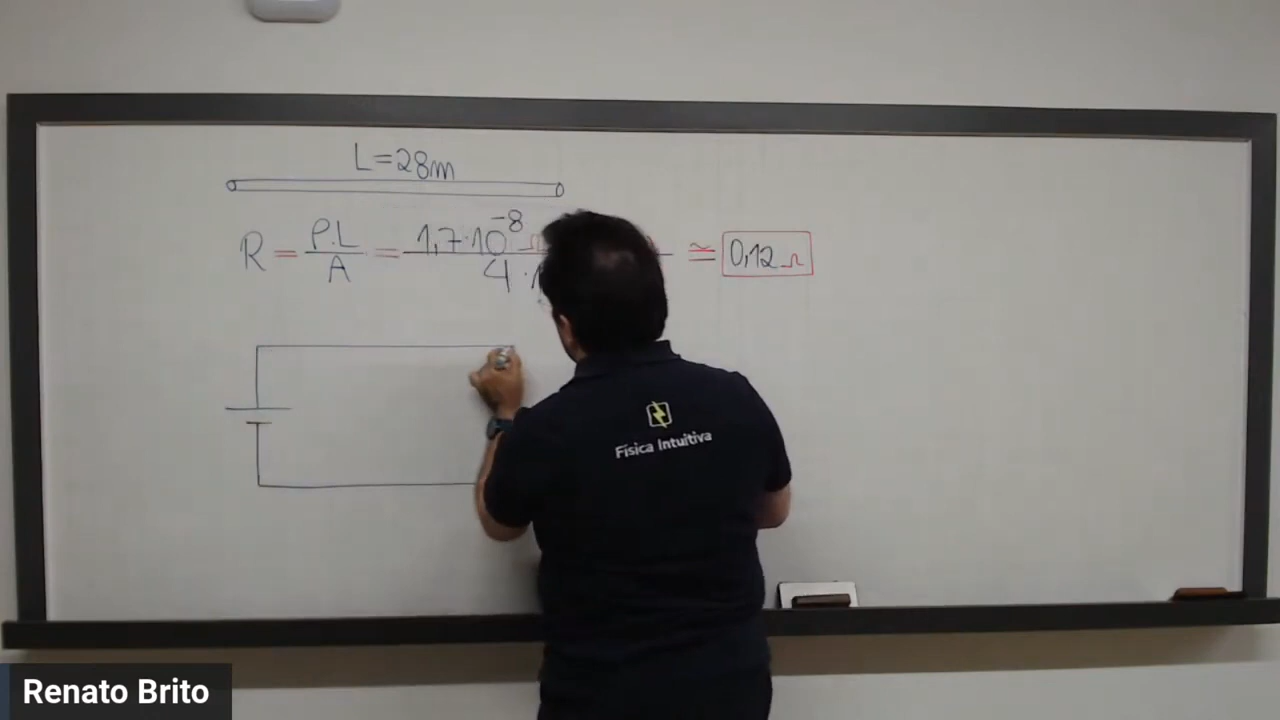 L=28m
R = ρ.L / A = 1,7·10⁻⁸ Ω / 4 · ≅ 0,12 Ω
Física Intuitiva
Renato Brito